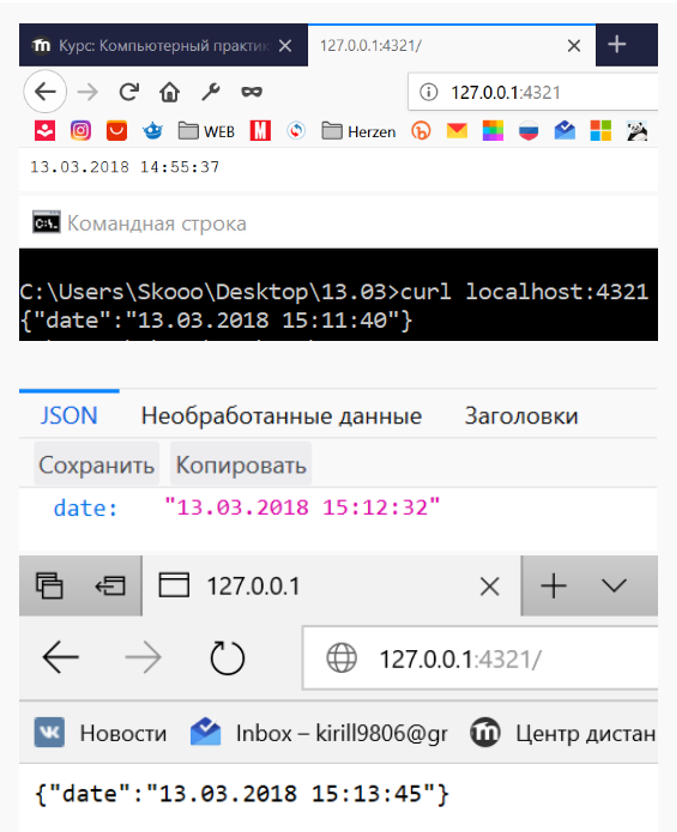 Курс: Компьютерный практик
127.0.0.1:4321/
127.0.0.1:4321
WEB Herzen
13.03.2018 14:55:37
Командная строка
C:\Users\Skooo\Desktop\13.03>curl localhost:4321
{"date":"13.03.2018 15:11:40"}
JSON Необработанные данные Заголовки
Сохранить Копировать
date: "13.03.2018 15:12:32"
127.0.0.1
127.0.0.1:4321/
Новости Inbox – kirill9806@gr Центр дистан
{"date":"13.03.2018 15:13:45"}